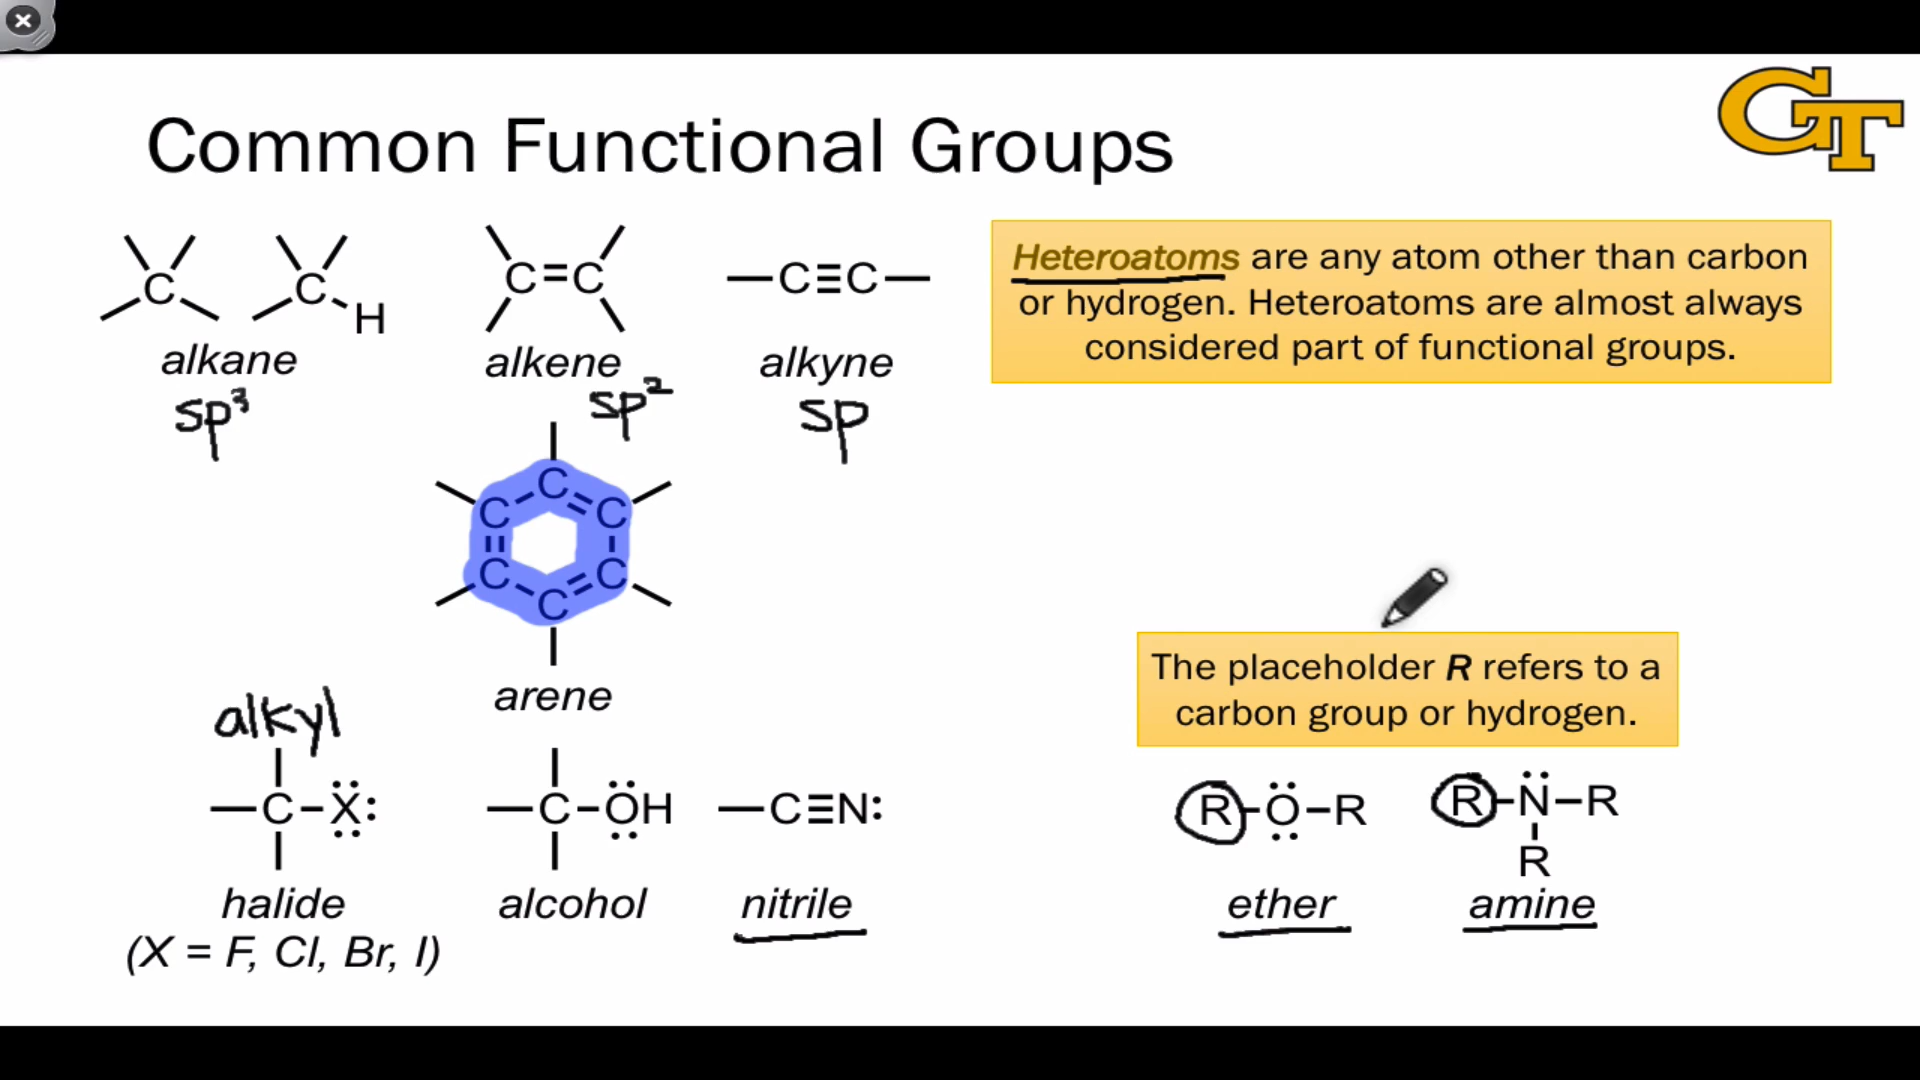 GT
Common Functional Groups
C
C
H
C=C
—C≡C—
alkane
alkene
alkyne
sp³
sp²
sp
Heteroatoms are any atom other than carbon
or hydrogen. Heteroatoms are almost always
considered part of functional groups.
C
C
C
C
C
C
arene
The placeholder R refers to a
carbon group or hydrogen.
alkyl
—C–X:
—C–OH
—C≡N:
R–O–R
R–N–R
R
halide
alcohol
nitrile
ether
amine
(X = F, Cl, Br, I)